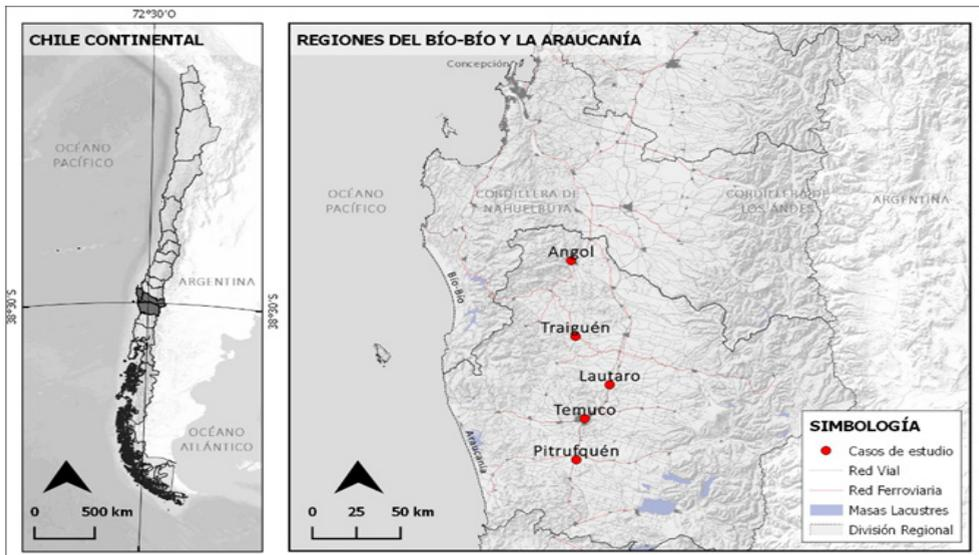 72°30'O
CHILE CONTINENTAL
OCÉANO
PACÍFICO
ARGENTINA
38°30'S
38°30'S
OCÉANO
ATLÁNTICO
0 500 km
REGIONES DEL BÍO-BÍO Y LA ARAUCANÍA
Concepción
OCÉANO
PACÍFICO
CORDILLERA DE
NAHUELBUTA
CORDILLERA DE
LOS ANDES
ARGENTINA
Angol
Bío-Bío
Traiguén
Lautaro
Temuco
Araucanía
Pitrufquén
0 25 50 km
SIMBOLOGÍA
Casos de estudio
Red Vial
Red Ferroviaria
Masas Lacustres
División Regional